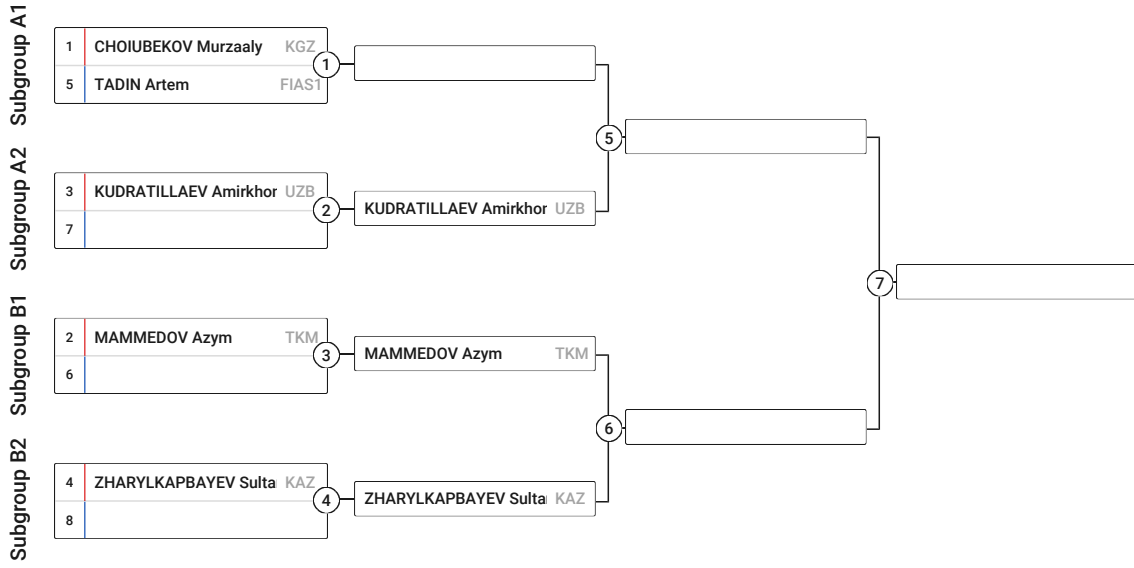 Subgroup A1
1 CHOIUBEKOV Murzaaly KGZ
5 TADIN Artem FIAS1
1
5
Subgroup A2
3 KUDRATILLAEV Amirkhor UZB
7
2
KUDRATILLAEV Amirkhor UZB
7
Subgroup B1
2 MAMMEDOV Azym TKM
6
3
MAMMEDOV Azym TKM
6
Subgroup B2
4 ZHARYLKAPBAYEV Sulta KAZ
8
4
ZHARYLKAPBAYEV Sulta KAZ